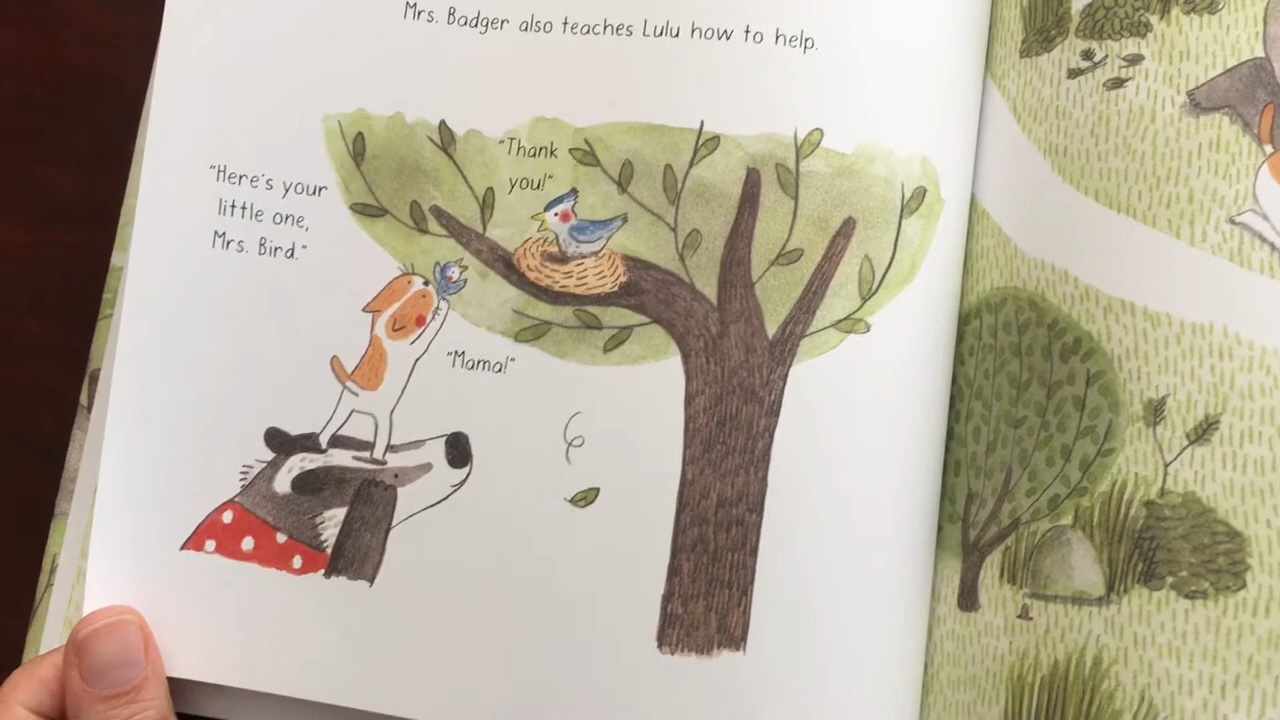 Mrs. Badger also teaches Lulu how to help.
"Here's your
little one,
Mrs. Bird."
"Thank
you!"
"Mama!"